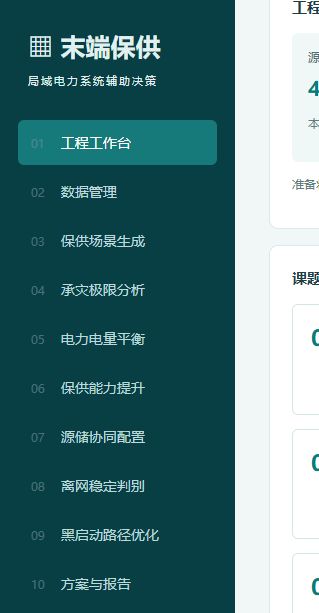 末端保供
局域电力系统辅助决策
01 工程工作台
02 数据管理
03 保供场景生成
04 承灾极限分析
05 电力电量平衡
06 保供能力提升
07 源储协同配置
08 离网稳定判别
09 黑启动路径优化
10 方案与报告
工程
源
4
本
准备
课题